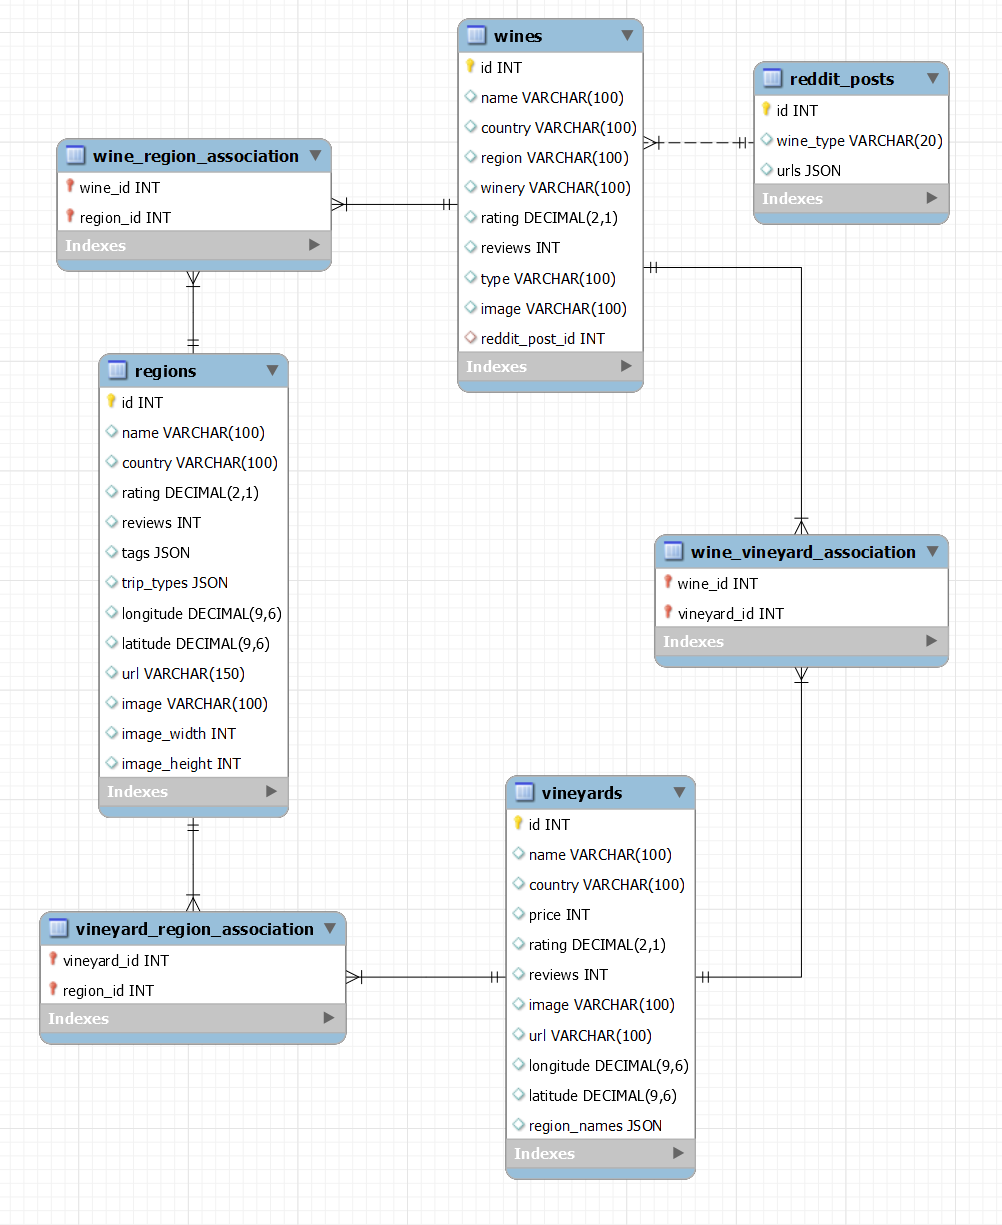 wines
id INT
name VARCHAR(100)
country VARCHAR(100)
region VARCHAR(100)
winery VARCHAR(100)
rating DECIMAL(2,1)
reviews INT
type VARCHAR(100)
image VARCHAR(100)
reddit_post_id INT
Indexes
reddit_posts
id INT
wine_type VARCHAR(20)
urls JSON
Indexes
wine_region_association
wine_id INT
region_id INT
Indexes
regions
id INT
name VARCHAR(100)
country VARCHAR(100)
rating DECIMAL(2,1)
reviews INT
tags JSON
trip_types JSON
longitude DECIMAL(9,6)
latitude DECIMAL(9,6)
url VARCHAR(150)
image VARCHAR(100)
image_width INT
image_height INT
Indexes
wine_vineyard_association
wine_id INT
vineyard_id INT
Indexes
vineyards
id INT
name VARCHAR(100)
country VARCHAR(100)
price INT
rating DECIMAL(2,1)
reviews INT
image VARCHAR(100)
url VARCHAR(100)
longitude DECIMAL(9,6)
latitude DECIMAL(9,6)
region_names JSON
Indexes
vineyard_region_association
vineyard_id INT
region_id INT
Indexes